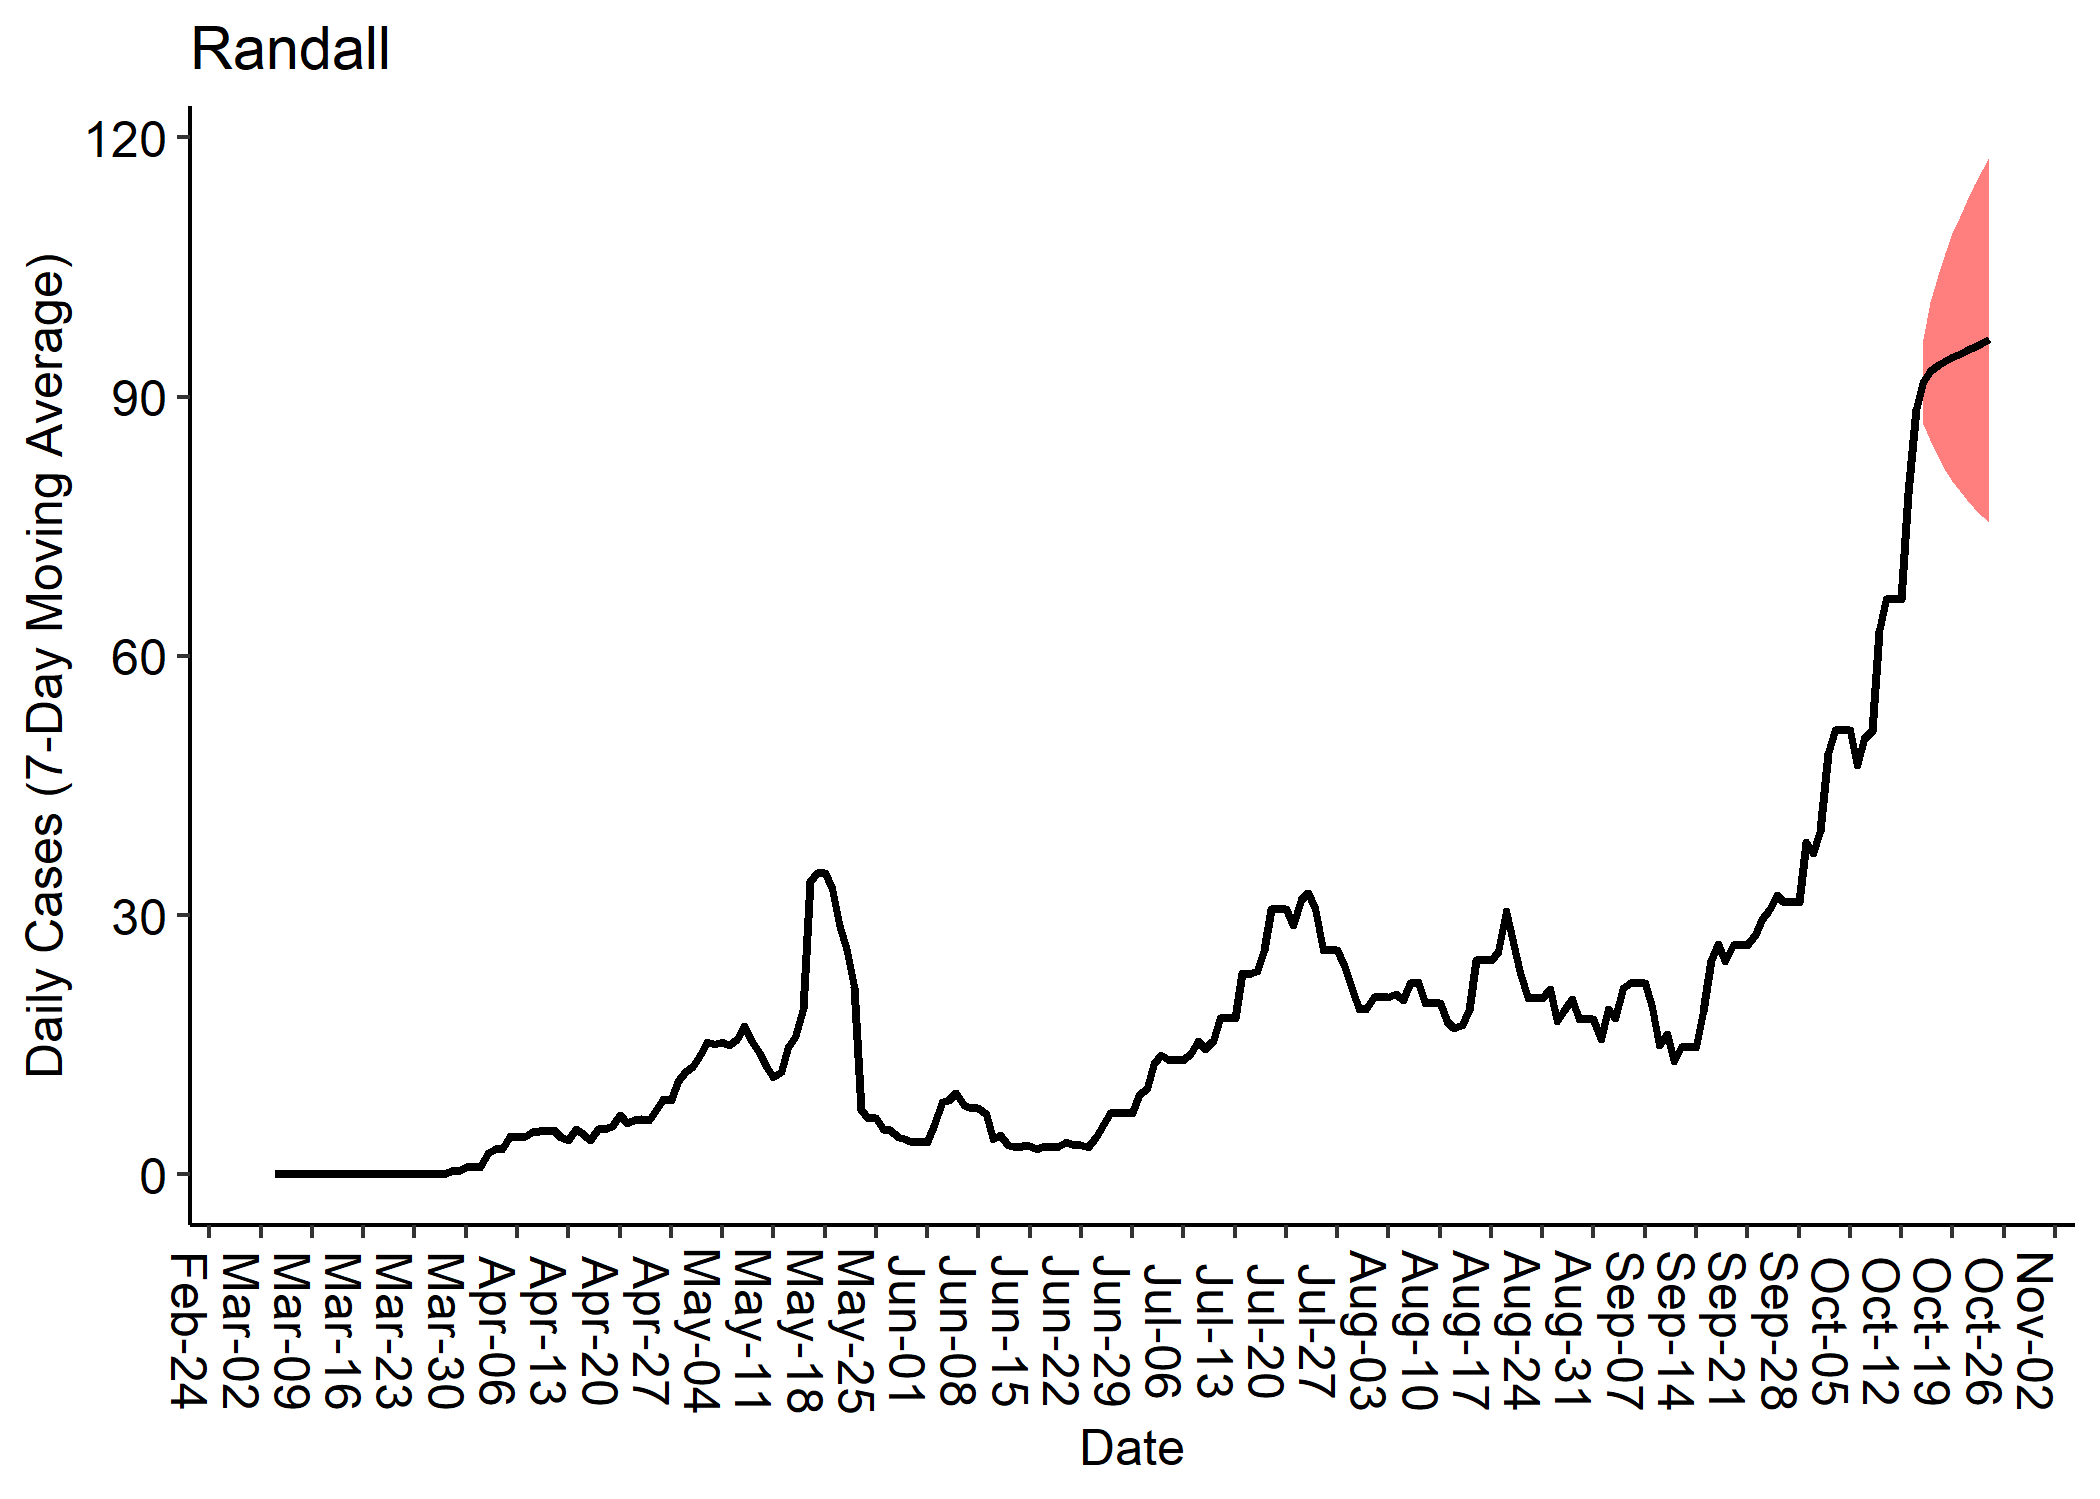 Randall
120
90
60
30
0
Daily Cases (7-Day Moving Average)
Feb-24
Mar-02
Mar-09
Mar-16
Mar-23
Mar-30
Apr-06
Apr-13
Apr-20
Apr-27
May-04
May-11
May-18
May-25
Jun-01
Jun-08
Jun-15
Jun-22
Jun-29
Jul-06
Jul-13
Jul-20
Jul-27
Aug-03
Aug-10
Aug-17
Aug-24
Aug-31
Sep-07
Sep-14
Sep-21
Sep-28
Oct-05
Oct-12
Oct-19
Oct-26
Nov-02
Date